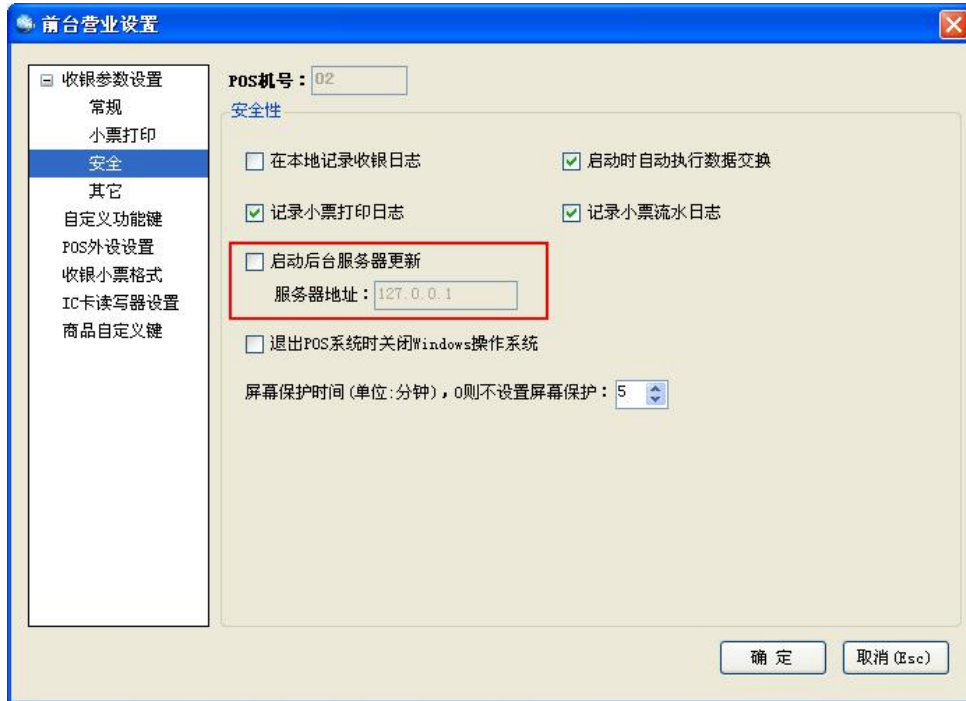 前台营业设置
收银参数设置
常规
小票打印
安全
其它
自定义功能键
POS外设设置
收银小票格式
IC卡读写器设置
商品自定义键
POS机号：02
安全性
在本地记录收银日志
启动时自动执行数据交换
记录小票打印日志
记录小票流水日志
启动后台服务器更新
服务器地址：127.0.0.1
退出POS系统时关闭Windows操作系统
屏幕保护时间(单位:分钟)，0则不设置屏幕保护：5
确 定
取消(Esc)